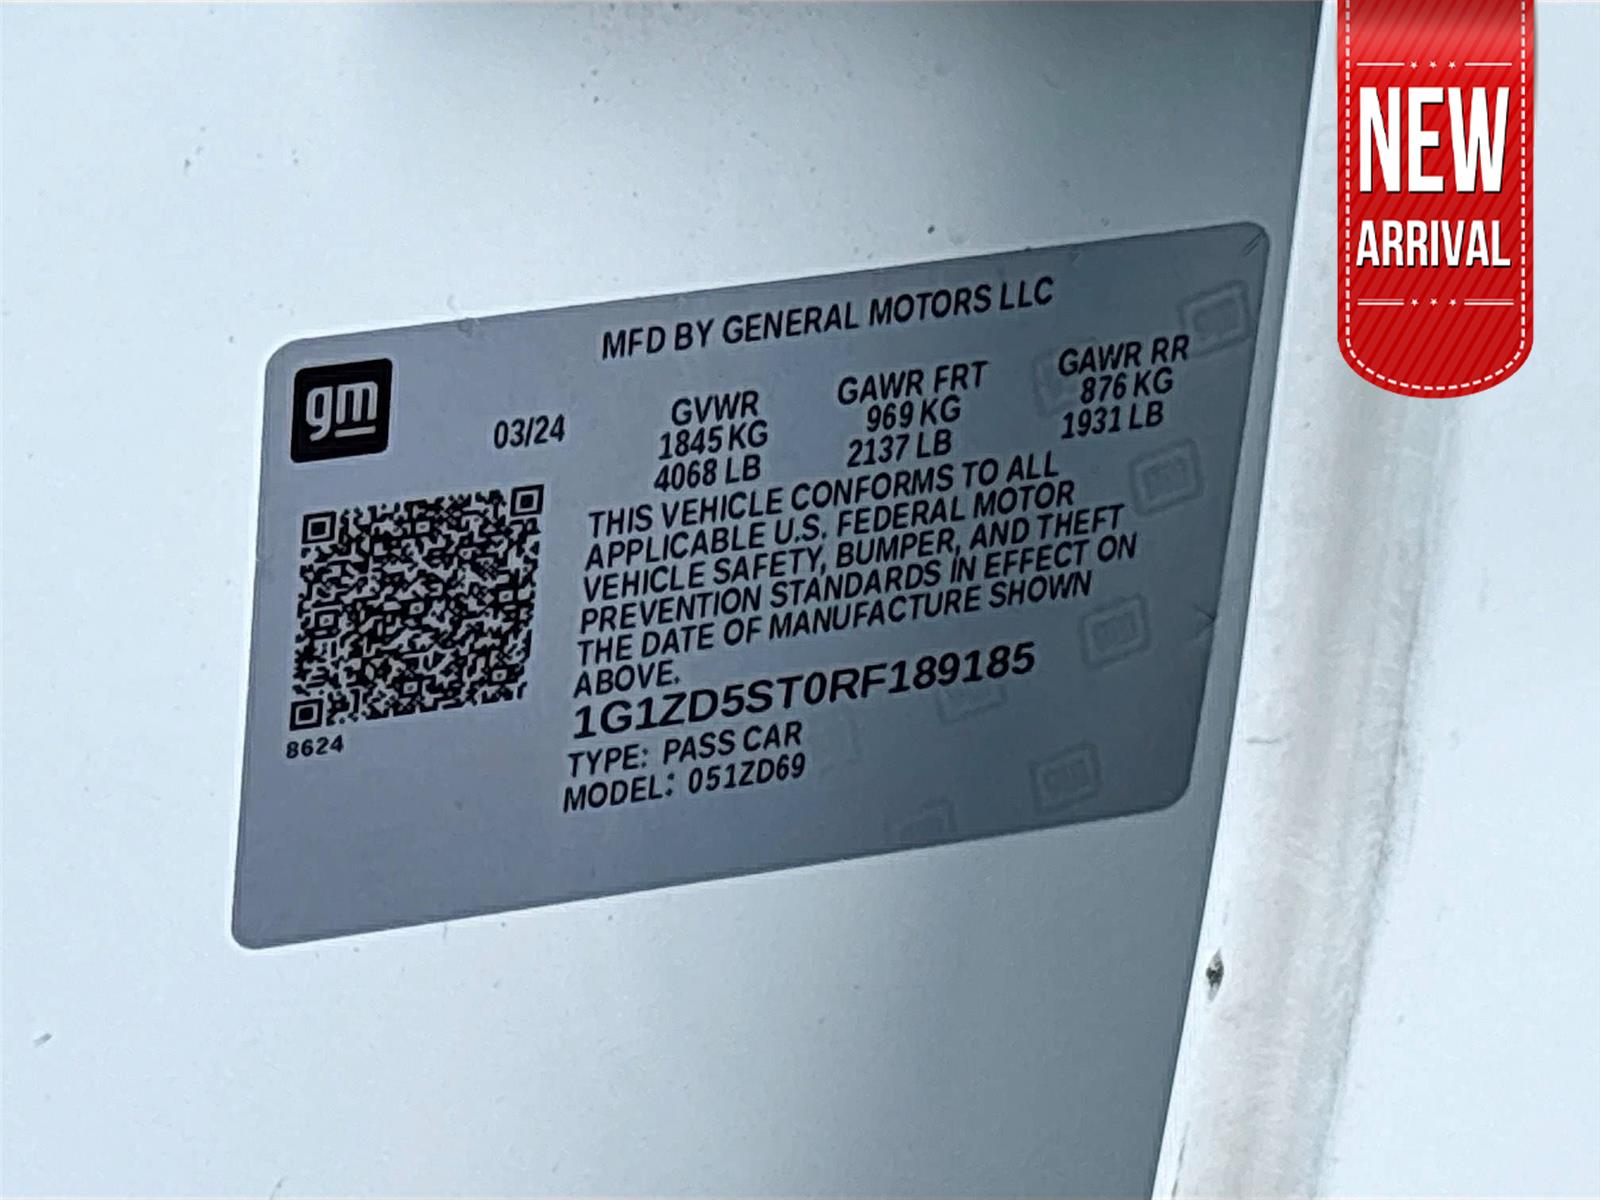 NEW
ARRIVAL
MFD BY GENERAL MOTORS LLC
gm
03/24
GVWR
1845 KG
4068 LB
GAWR FRT
969 KG
2137 LB
GAWR RR
876 KG
1931 LB
THIS VEHICLE CONFORMS TO ALL
APPLICABLE U.S. FEDERAL MOTOR
VEHICLE SAFETY, BUMPER, AND THEFT
PREVENTION STANDARDS IN EFFECT ON
THE DATE OF MANUFACTURE SHOWN
ABOVE.
1G1ZD5ST0RF189185
TYPE: PASS CAR
MODEL: 051ZD69
8624